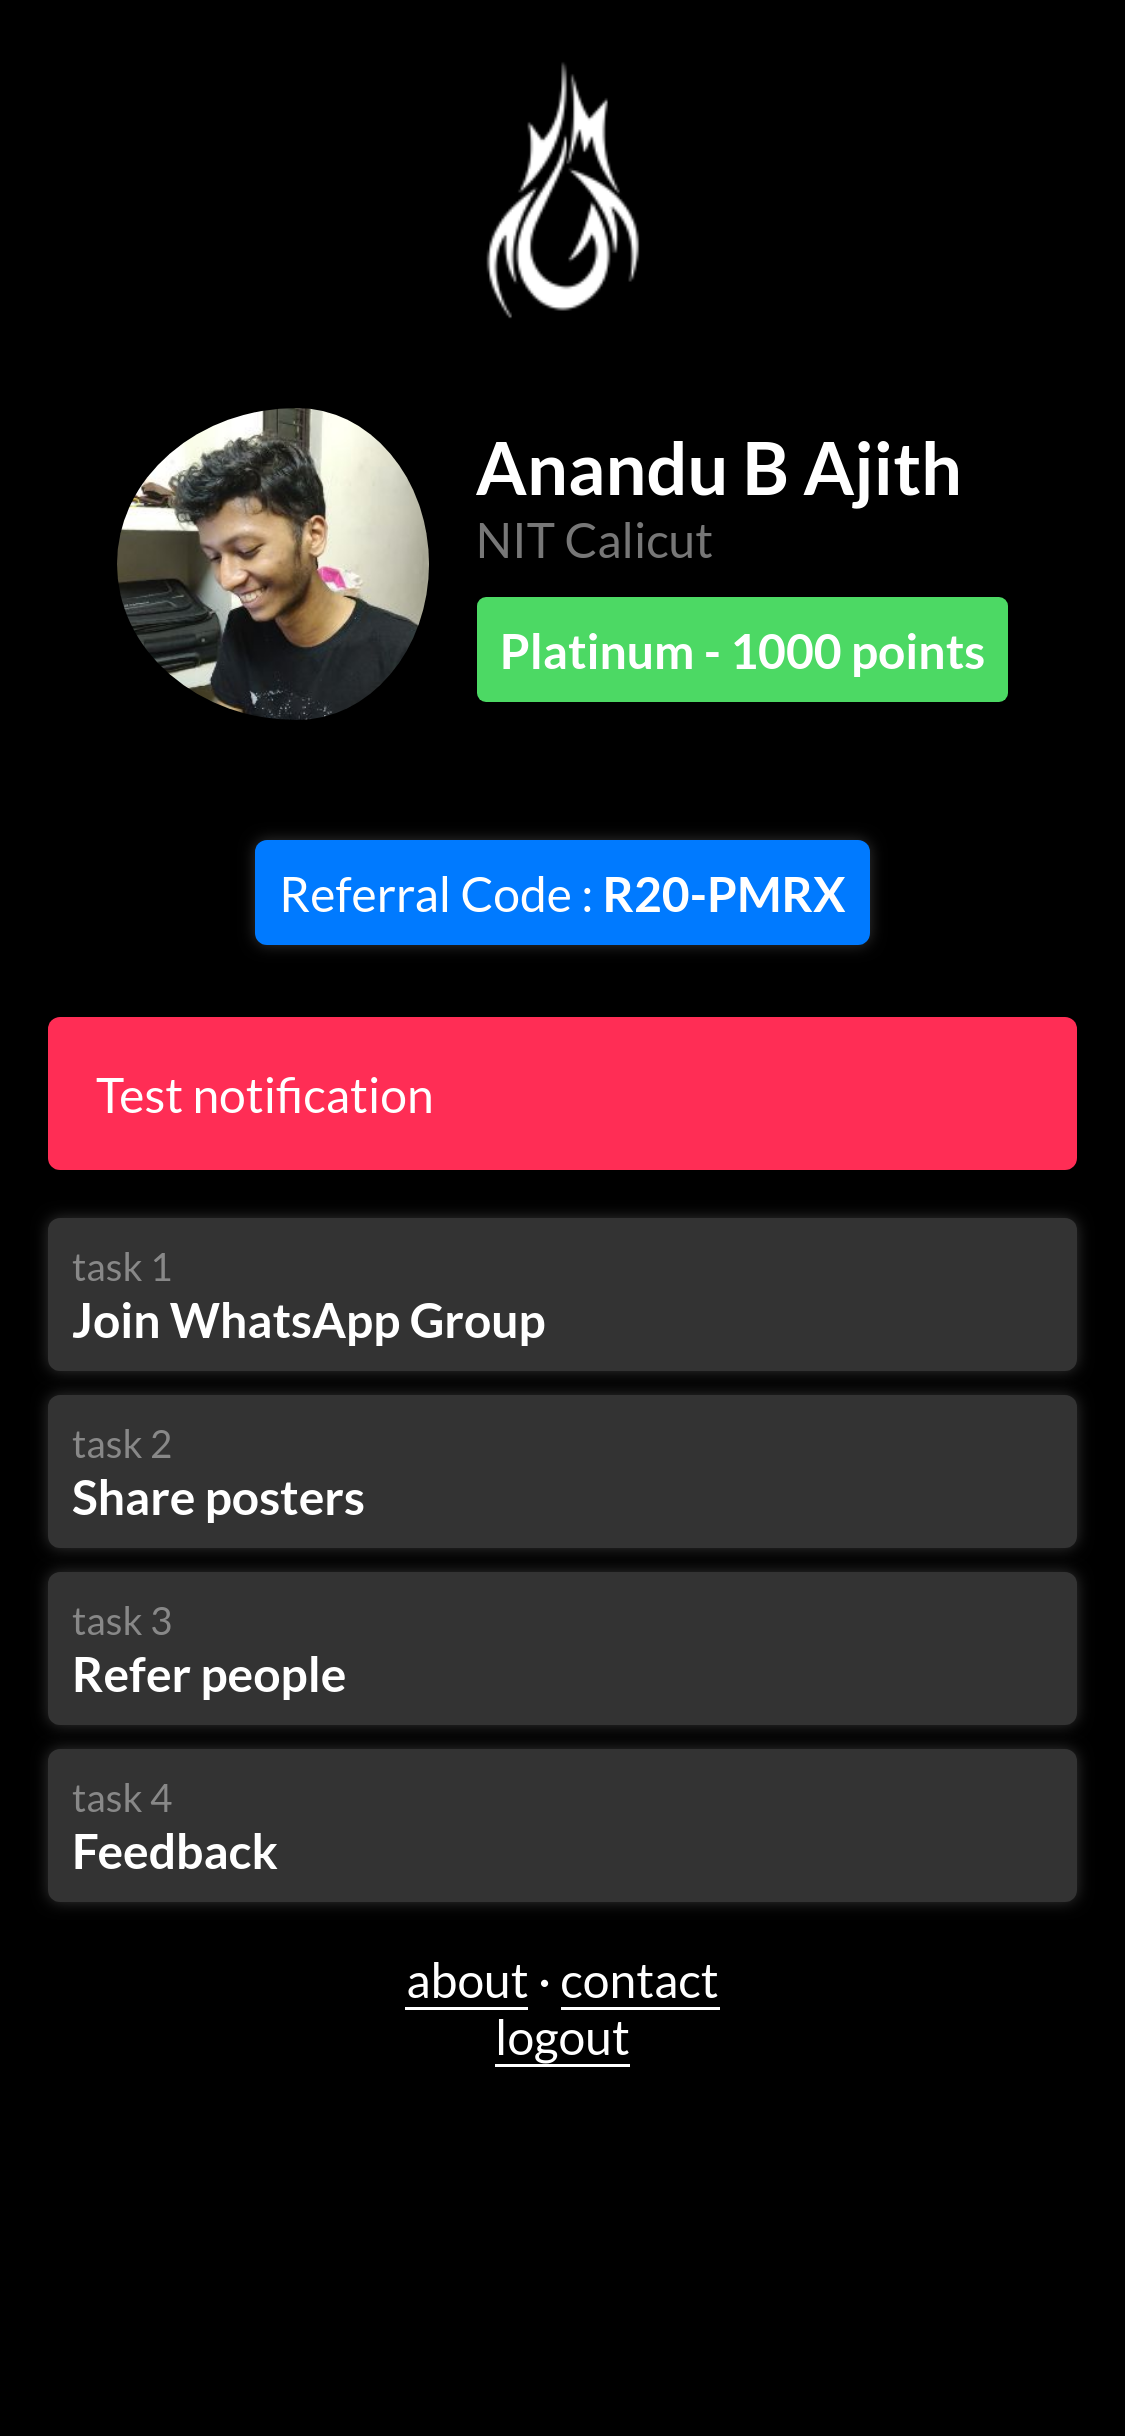 Anandu B Ajith
NIT Calicut
Platinum - 1000 points
Referral Code : R20-PMRX
Test notification
task 1
Join WhatsApp Group
task 2
Share posters
task 3
Refer people
task 4
Feedback
about · contact
logout